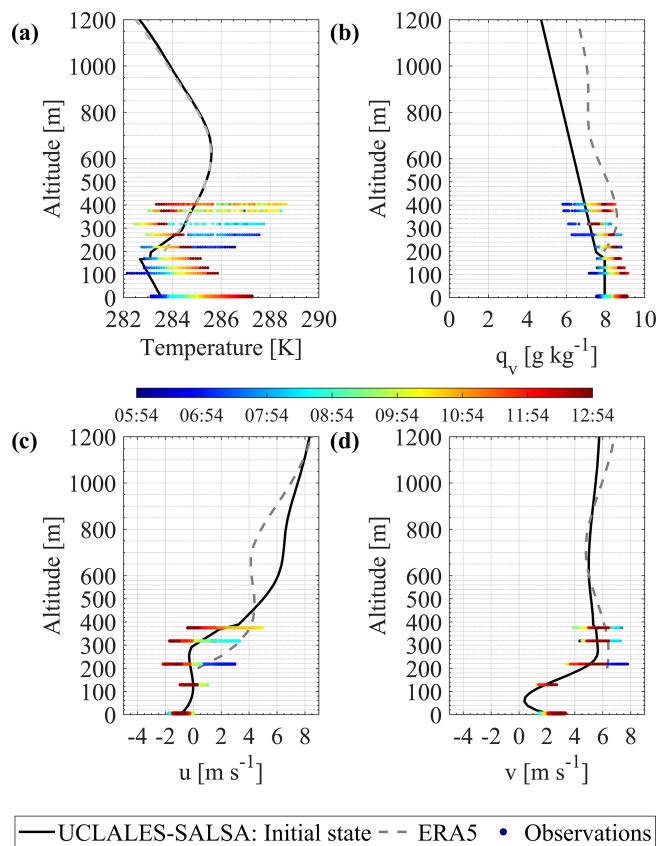 (a)
1200
1000
800
600
500
400
300
200
100
0
Altitude [m]
282 284 286 288 290
Temperature [K]
(b)
1200
1000
800
600
500
400
300
200
100
0
Altitude [m]
0 2 4 6 8 10
q_v [g kg^-1]
05:54 06:54 07:54 08:54 09:54 10:54 11:54 12:54
(c)
1200
1000
800
600
500
400
300
200
100
0
Altitude [m]
-4 -2 0 2 4 6 8
u [m s^-1]
(d)
1200
1000
800
600
500
400
300
200
100
0
Altitude [m]
-4 -2 0 2 4 6 8
v [m s^-1]
UCLALES-SALSA: Initial state ERA5 Observations